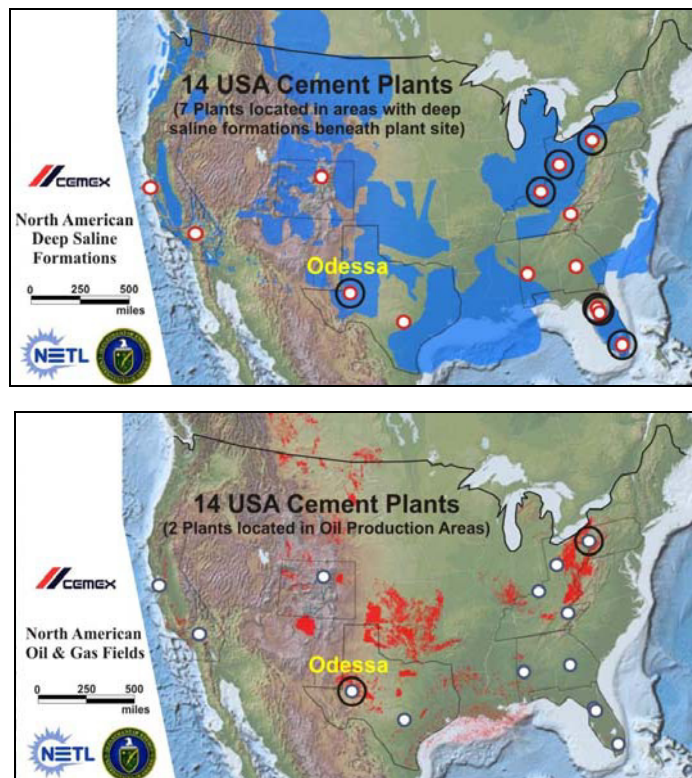 14 USA Cement Plants
(7 Plants located in areas with deep
saline formations beneath plant site)
CEMEX
North American
Deep Saline
Formations
0 250 500
miles
Odessa
NETL
14 USA Cement Plants
(2 Plants located in Oil Production Areas)
CEMEX
North American
Oil & Gas Fields
0 250 500
miles
Odessa
NETL